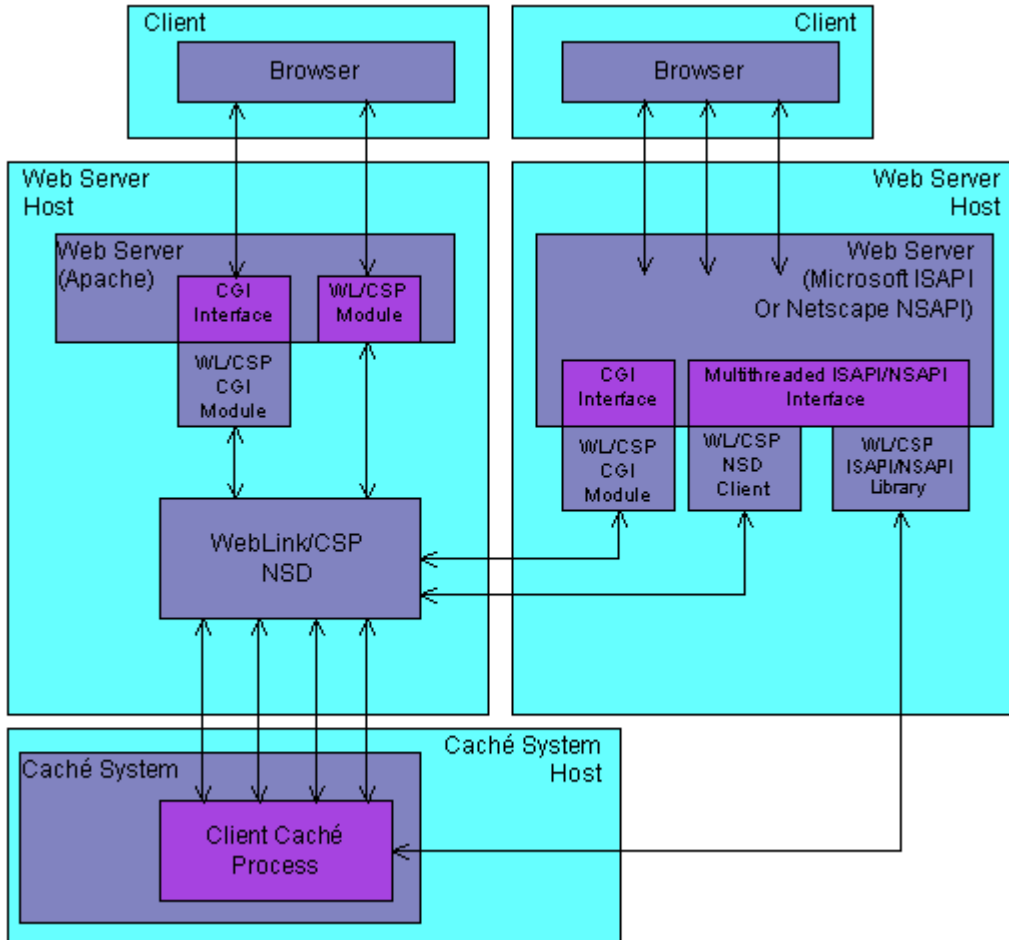 Client
Browser
Client
Browser
Web Server
Host
Web Server
(Apache)
CGI
Interface
WL/CSP
Module
WL/CSP
CGI
Module
WebLink/CSP
NSD
Web Server
Host
Web Server
(Microsoft ISAPI
Or Netscape NSAPI)
CGI
Interface
Multithreaded ISAPI/NSAPI
Interface
WL/CSP
CGI
Module
WL/CSP
NSD
Client
WL/CSP
ISAPI/NSAPI
Library
Caché System
Host
Caché System
Client Caché
Process